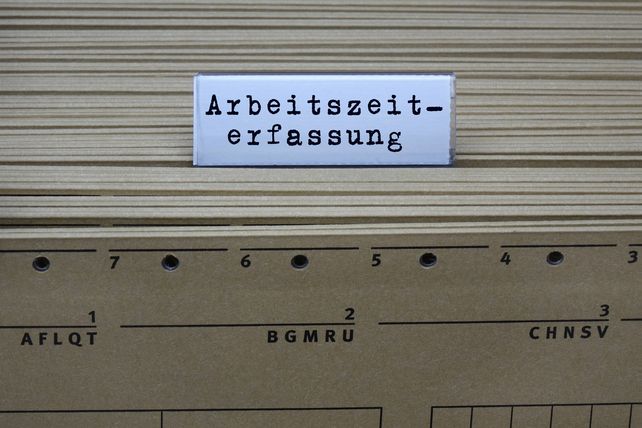 Arbeitszeit-
erfassung
7 6 5 4 3
1 2 3
AFLQT BGMRU CHNSV